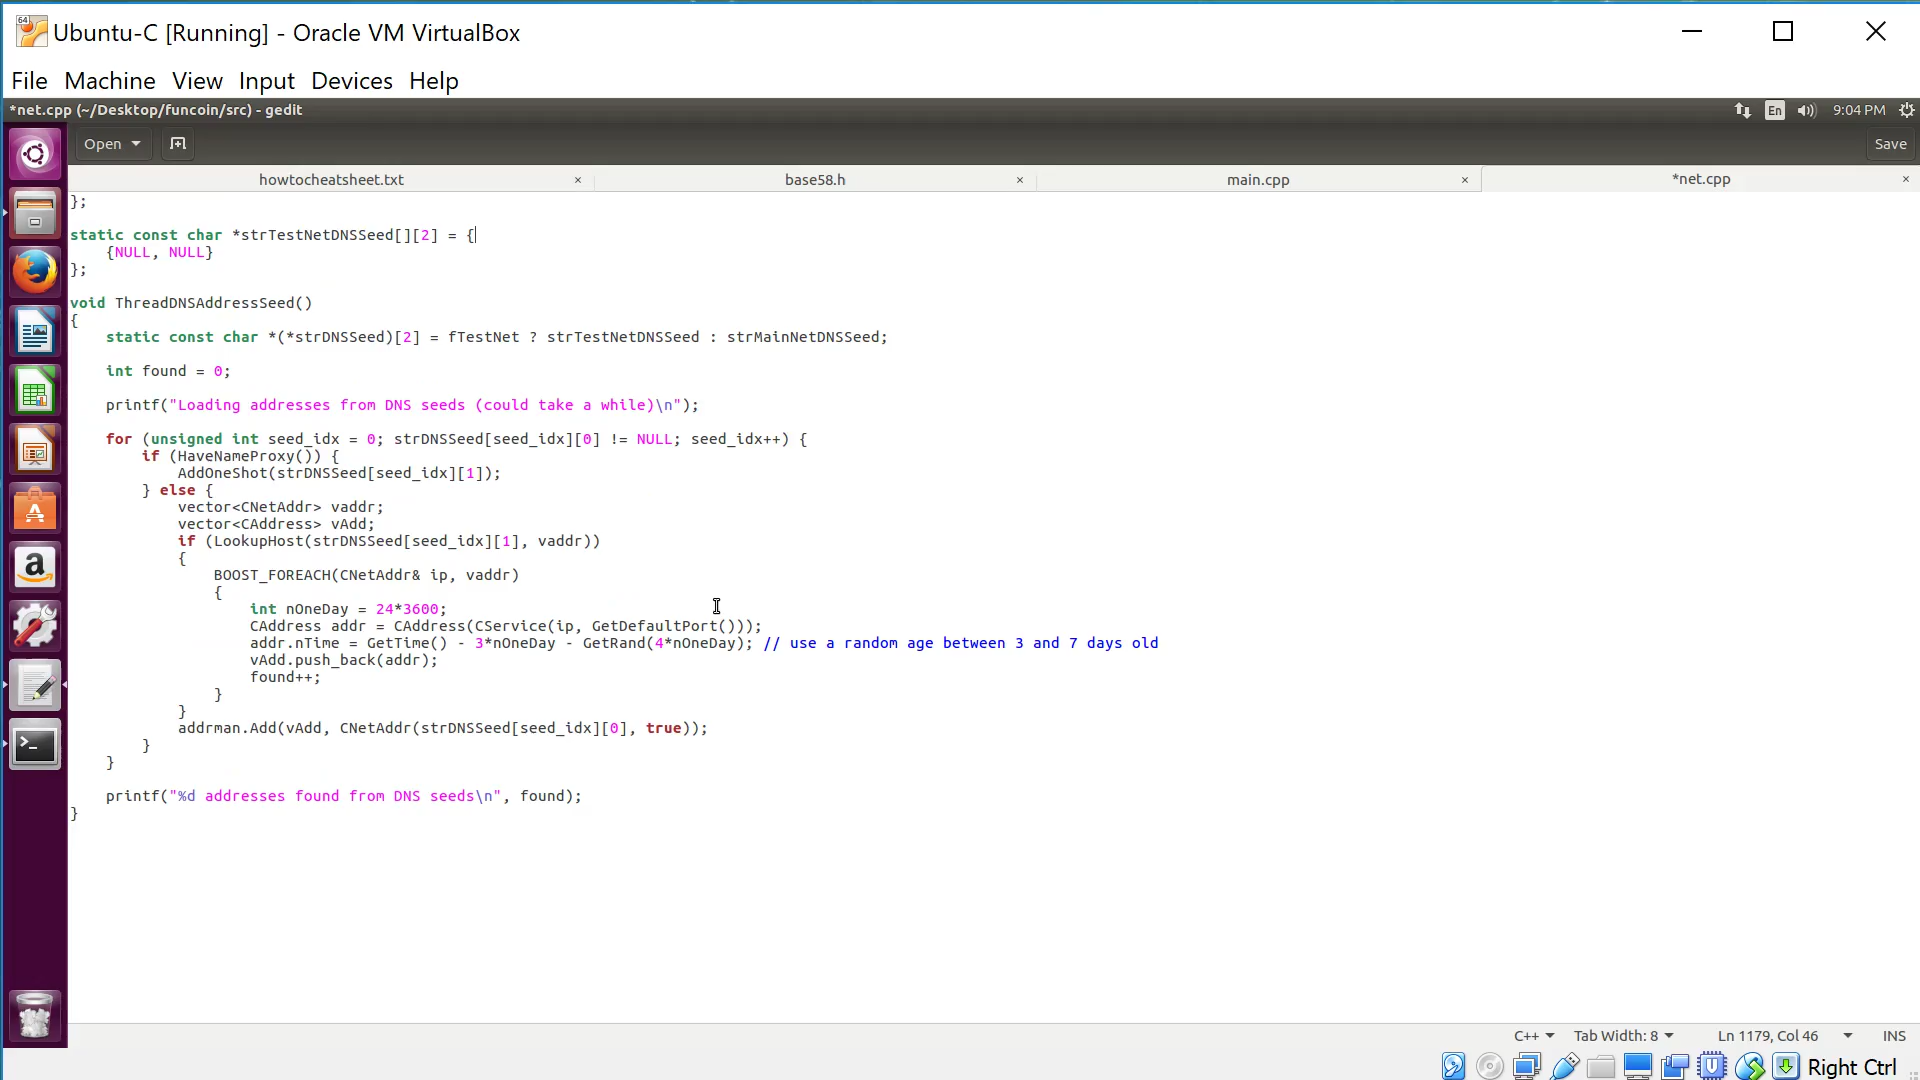 64
Ubuntu-C [Running] - Oracle VM VirtualBox
File Machine View Input Devices Help
*net.cpp (~/Desktop/funcoin/src) - gedit
En
9:04 PM
Open
Save
howtocheatsheet.txt × base58.h × main.cpp × *net.cpp ×
};
static const char *strTestNetDNSSeed[][2] = {
    {NULL, NULL}
};
void ThreadDNSAddressSeed()
{
    static const char *(*strDNSSeed)[2] = fTestNet ? strTestNetDNSSeed : strMainNetDNSSeed;
    int found = 0;
    printf("Loading addresses from DNS seeds (could take a while)\n");
    for (unsigned int seed_idx = 0; strDNSSeed[seed_idx][0] != NULL; seed_idx++) {
        if (HaveNameProxy()) {
            AddOneShot(strDNSSeed[seed_idx][1]);
        } else {
            vector<CNetAddr> vaddr;
            vector<CAddress> vAdd;
            if (LookupHost(strDNSSeed[seed_idx][1], vaddr))
            {
                BOOST_FOREACH(CNetAddr& ip, vaddr)
                {
                    int nOneDay = 24*3600;
                    CAddress addr = CAddress(CService(ip, GetDefaultPort()));
                    addr.nTime = GetTime() - 3*nOneDay - GetRand(4*nOneDay); // use a random age between 3 and 7 days old
                    vAdd.push_back(addr);
                    found++;
                }
            }
            addrman.Add(vAdd, CNetAddr(strDNSSeed[seed_idx][0], true));
        }
    }
    printf("%d addresses found from DNS seeds\n", found);
}
C++ Tab Width: 8 Ln 1179, Col 46 INS
Right Ctrl